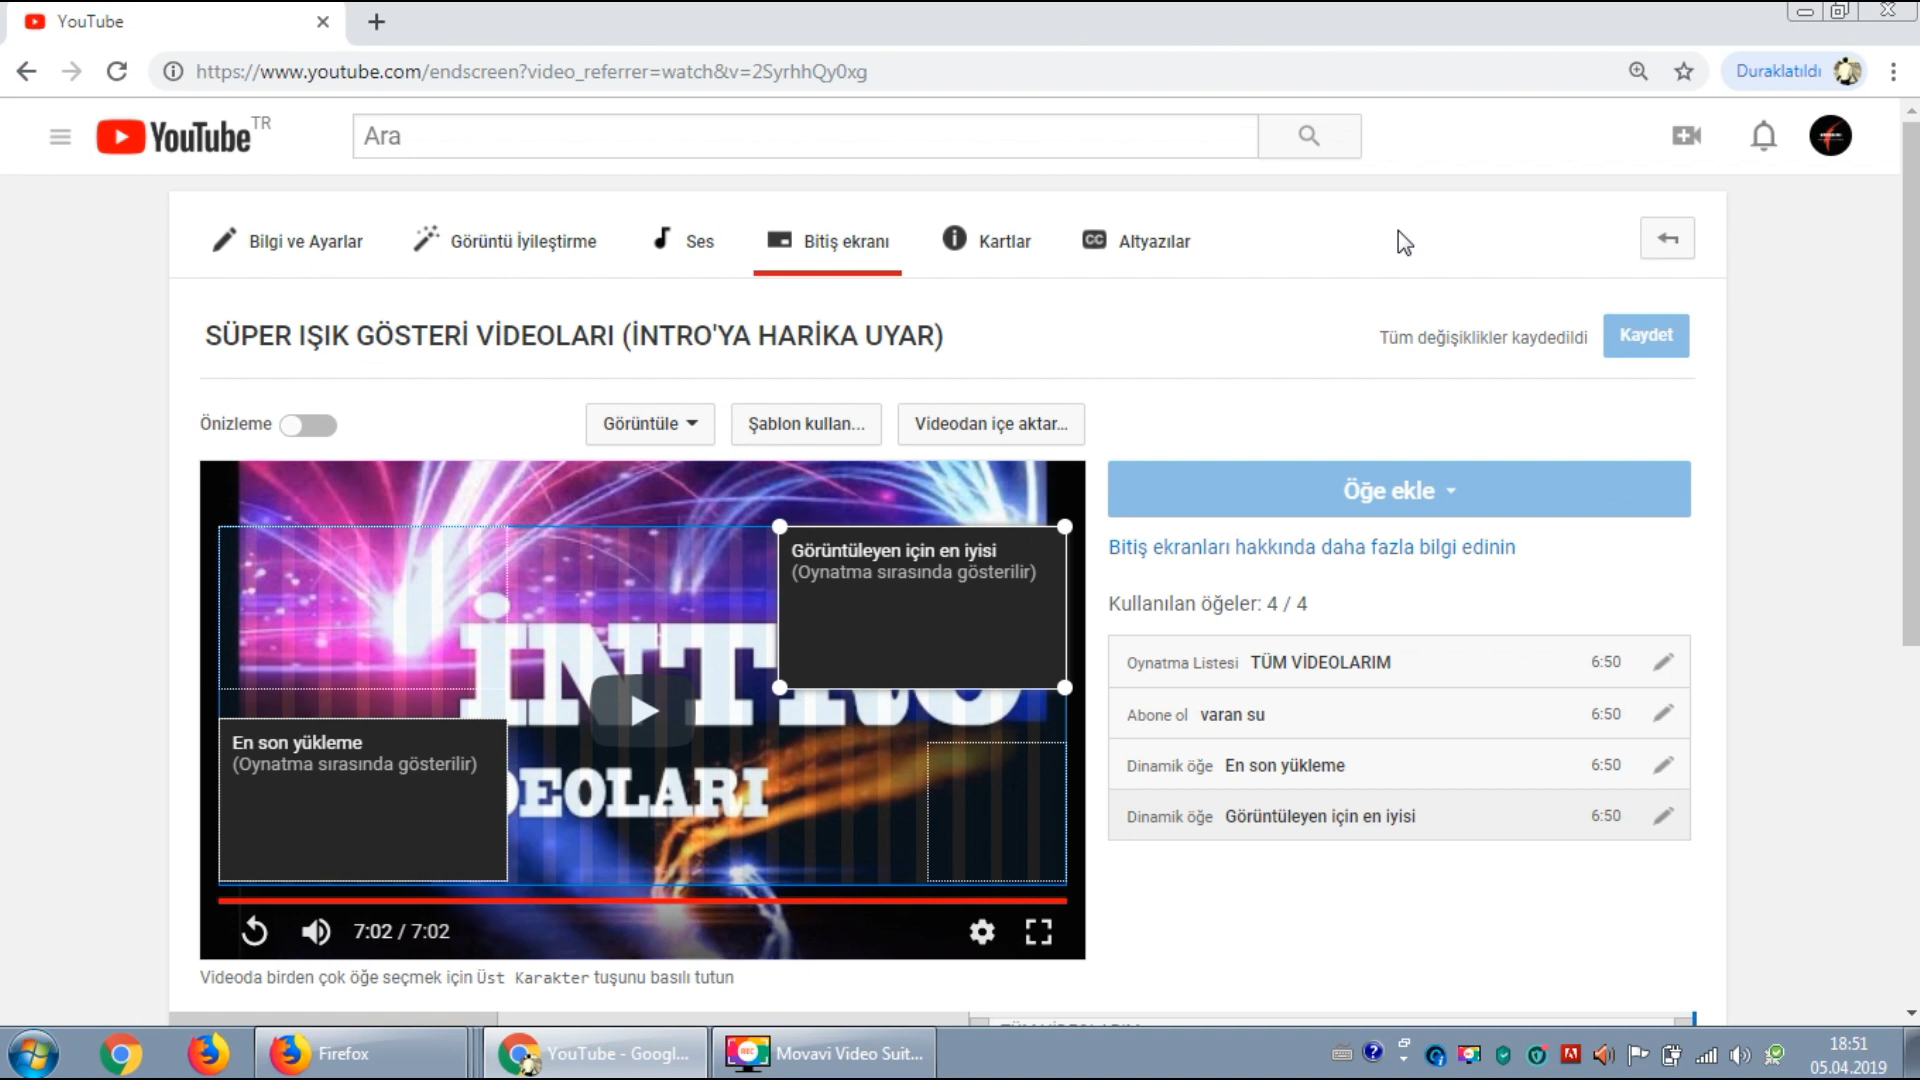 YouTube
https://www.youtube.com/endscreen?video_referrer=watch&v=2SyrhhQy0xg
Duraklatıldı
YouTube TR
Ara
Bilgi ve Ayarlar
Görüntü İyileştirme
Ses
Bitiş ekranı
Kartlar
CC Altyazılar
SÜPER IŞIK GÖSTERİ VİDEOLARI (İNTRO'YA HARİKA UYAR)
Tüm değişiklikler kaydedildi
Kaydet
Önizleme
Görüntüle
Şablon kullan...
Videodan içe aktar...
Görüntüleyen için en iyisi
(Oynatma sırasında gösterilir)
En son yükleme
(Oynatma sırasında gösterilir)
DEOLARI
7:02 / 7:02
Videoda birden çok öğe seçmek için Üst Karakter tuşunu basılı tutun
Öğe ekle
Bitiş ekranları hakkında daha fazla bilgi edinin
Kullanılan öğeler: 4 / 4
Oynatma Listesi TÜM VİDEOLARIM 6:50
Abone ol varan su 6:50
Dinamik öğe En son yükleme 6:50
Dinamik öğe Görüntüleyen için en iyisi 6:50
Firefox
YouTube - Googl...
REC
Movavi Video Suit...
18:51
05.04.2019